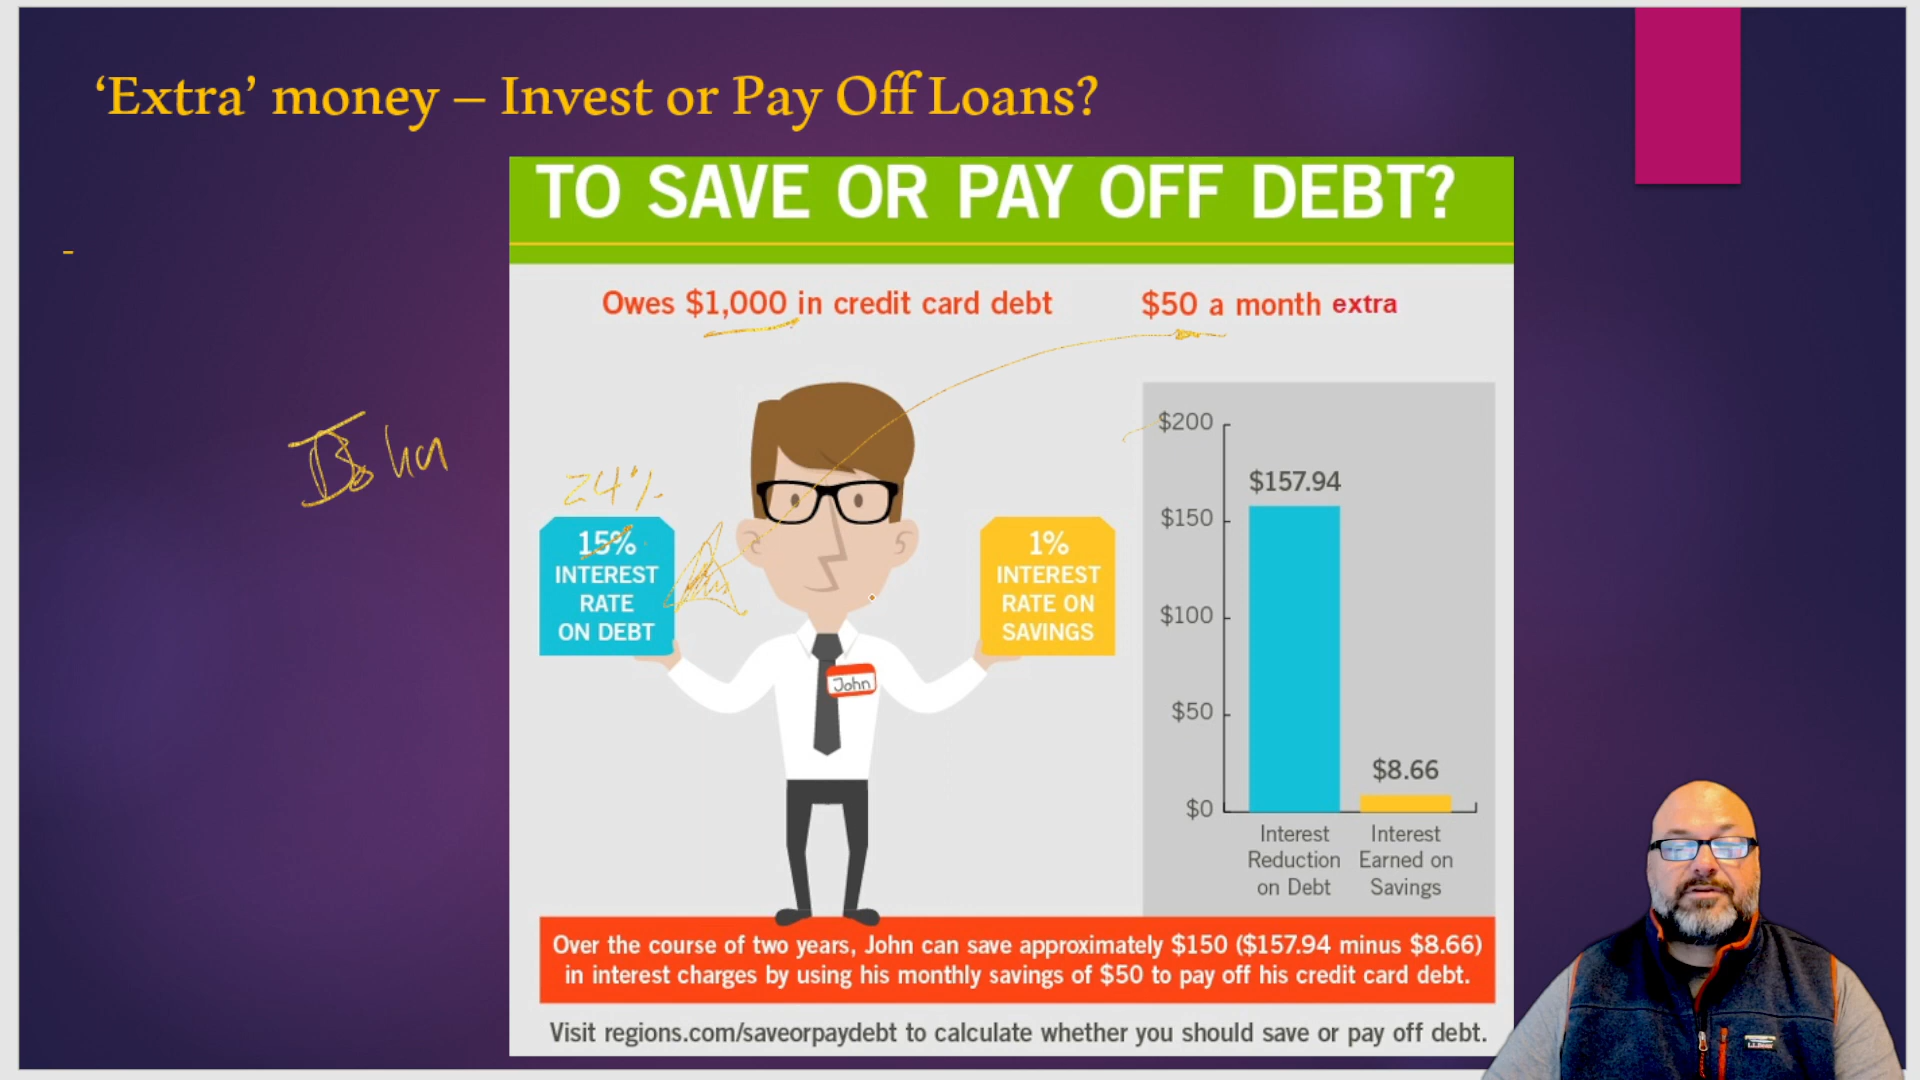 ‘Extra’ money – Invest or Pay Off Loans?
-
TO SAVE OR PAY OFF DEBT?
Owes $1,000 in credit card debt
$50 a month extra
24%
15%
INTEREST
RATE
ON DEBT
1%
INTEREST
RATE ON
SAVINGS
John
$200
$150
$100
$50
$0
$157.94
$8.66
Interest
Reduction
on Debt
Interest
Earned on
Savings
Over the course of two years, John can save approximately $150 ($157.94 minus $8.66)
in interest charges by using his monthly savings of $50 to pay off his credit card debt.
Visit regions.com/saveorpaydebt to calculate whether you should save or pay off debt.